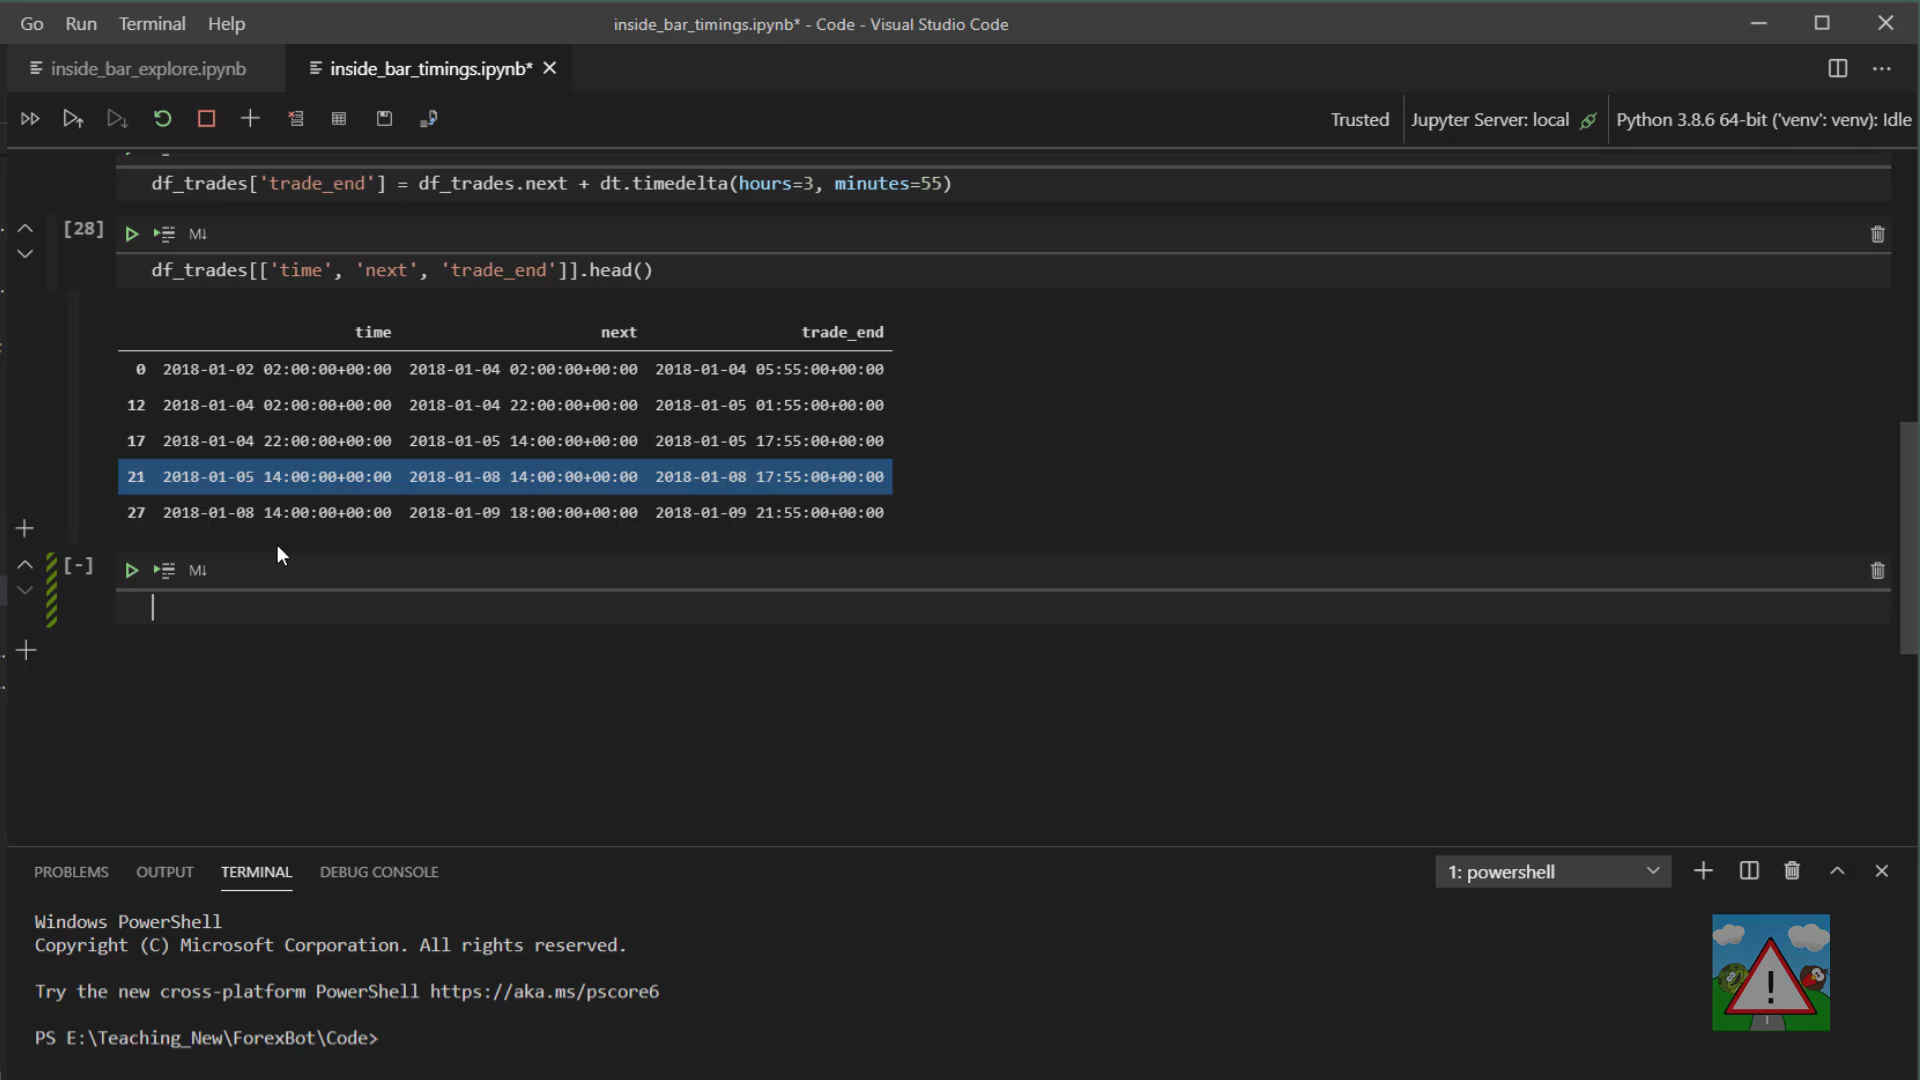 Go Run Terminal Help inside_bar_timings.ipynb* - Code - Visual Studio Code
inside_bar_explore.ipynb inside_bar_timings.ipynb*
Trusted Jupyter Server: local Python 3.8.6 64-bit ('venv': venv): Idle
df_trades['trade_end'] = df_trades.next + dt.timedelta(hours=3, minutes=55)
[28] M↓
df_trades[['time', 'next', 'trade_end']].head()
time next trade_end
0 2018-01-02 02:00:00+00:00 2018-01-04 02:00:00+00:00 2018-01-04 05:55:00+00:00
12 2018-01-04 02:00:00+00:00 2018-01-04 22:00:00+00:00 2018-01-05 01:55:00+00:00
17 2018-01-04 22:00:00+00:00 2018-01-05 14:00:00+00:00 2018-01-05 17:55:00+00:00
21 2018-01-05 14:00:00+00:00 2018-01-08 14:00:00+00:00 2018-01-08 17:55:00+00:00
27 2018-01-08 14:00:00+00:00 2018-01-09 18:00:00+00:00 2018-01-09 21:55:00+00:00
[-] M↓
PROBLEMS OUTPUT TERMINAL DEBUG CONSOLE 1: powershell
Windows PowerShell
Copyright (C) Microsoft Corporation. All rights reserved.
Try the new cross-platform PowerShell https://aka.ms/pscore6
PS E:\Teaching_New\ForexBot\Code>
!